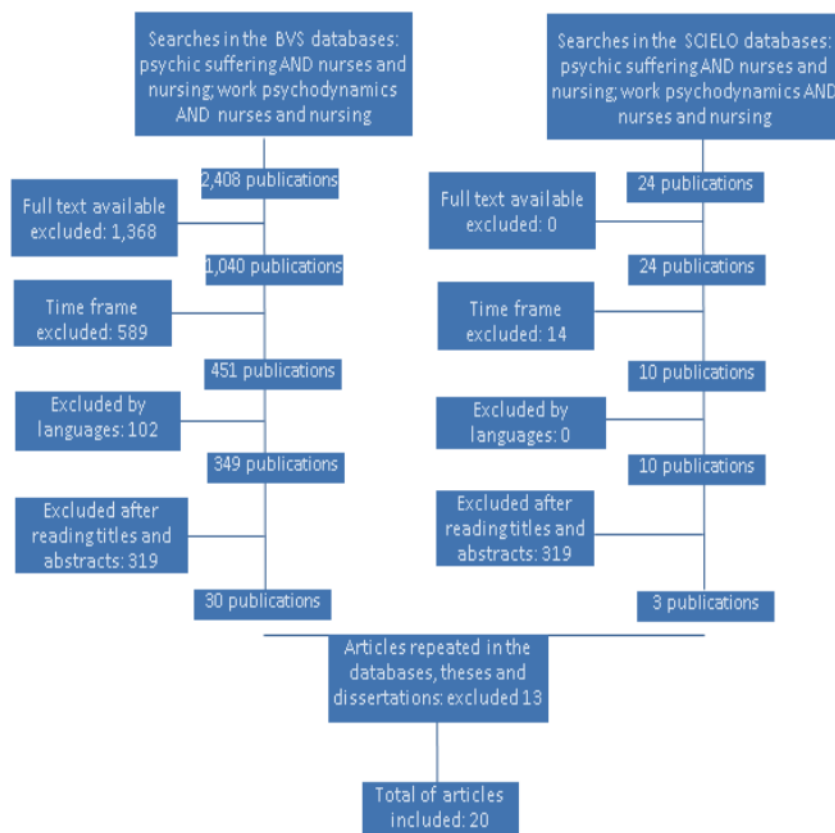 Searches in the BVS databases:
psychic suffering AND nurses and
nursing; work psychodynamics
AND nurses and nursing
2,408 publications
Full text available
excluded: 1,368
1,040 publications
Time frame
excluded: 589
451 publications
Excluded by
languages: 102
349 publications
Excluded after
reading titles and
abstracts: 319
30 publications
Searches in the SCIELO databases:
psychic suffering AND nurses and
nursing; work psychodynamics AND
nurses and nursing
24 publications
Full text available
excluded: 0
24 publications
Time frame
excluded: 14
10 publications
Excluded by
languages: 0
10 publications
Excluded after
reading titles and
abstracts: 319
3 publications
Articles repeated in the
databases, theses and
dissertations: excluded 13
Total of articles
included: 20